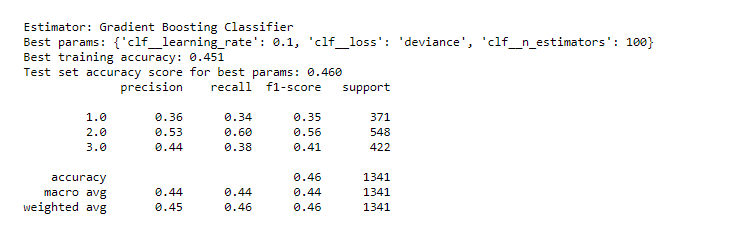 Estimator: Gradient Boosting Classifier
Best params: {'clf__learning_rate': 0.1, 'clf__loss': 'deviance', 'clf__n_estimators': 100}
Best training accuracy: 0.451
Test set accuracy score for best params: 0.460
precision recall f1-score support
1.0 0.36 0.34 0.35 371
2.0 0.53 0.60 0.56 548
3.0 0.44 0.38 0.41 422
accuracy 0.46 1341
macro avg 0.44 0.44 0.44 1341
weighted avg 0.45 0.46 0.46 1341